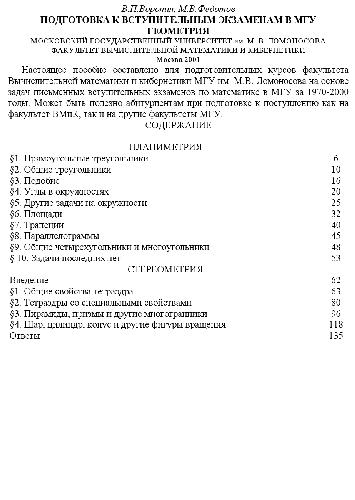 В.П.Воронин, М.В.Федотов
ПОДГОТОВКА К ВСТУПИТЕЛЬНЫМ ЭКЗАМЕНАМ В МГУ
ГЕОМЕТРИЯ
МОСКОВСКИЙ ГОСУДАРСТВЕННЫЙ УНИВЕРСИТЕТ им. М. В. ЛОМОНОСОВА
ФАКУЛЬТЕТ ВЫЧИСЛИТЕЛЬНОЙ МАТЕМАТИКИ И КИБЕРНЕТИКИ
Москва 2001
Настоящее пособие составлено для подготовительных курсов факультета
Вычислительной математики и кибернетики МГУ им. М.В. Ломоносова на основе
задач письменных вступительных экзаменов по математике в МГУ за 1970-2000
годы. Может быть полезно абитуриентам при подготовке к поступлению как на
факультет ВМиК, так и на другие факультеты МГУ.
СОДЕРЖАНИЕ
ПЛАНИМЕТРИЯ
§1. Прямоугольные треугольники 6
§2. Общие треугольники 10
§3. Подобие 16
§4. Углы в окружностях 20
§5. Другие задачи на окружности 25
§6. Площади 32
§7. Трапеции 40
§8. Параллелограммы 45
§9. Общие четырехугольники и многоугольники 48
§ 10. Задачи последних лет 53
СТЕРЕОМЕТРИЯ
Введение 62
§1. Общие свойства тетраэдра 65
§2. Тетраэдры со специальными свойствами 80
§3. Пирамиды, призмы и другие многогранники 96
§4. Шар, цилиндр, конус и другие фигуры вращения 118
Ответы 135